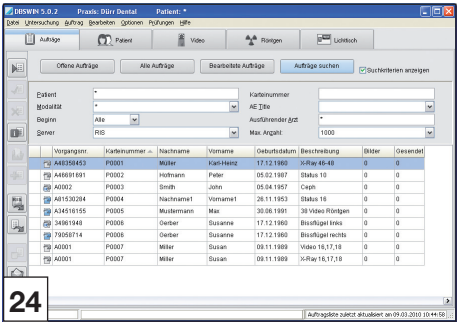 DBSWIN 5.0.2 Praxis: Dürr Dental Patient: *
Datei Untersuchung Auftrag Bearbeiten Optionen Prüfungen Hilfe
Aufträge Patient Video Röntgen Lichttisch
Offene Aufträge Alle Aufträge Bearbeitete Aufträge Aufträge suchen Suchkriterien anzeigen
Patient * Karteinummer
Modalität * AE Title
Beginn Alle Ausführender Arzt *
Server RIS Max. Anzahl 1000
Vorgangsnr. Karteinummer Nachname Vorname Geburtsdatum Beschreibung Bilder Gesendet
A48358453 P0001 Müller Karl-Heinz 17.12.1960 X-Ray 46-48 0 0
A46691691 P0002 Hofmann Peter 05.02.1987 Status 10 0 0
A0002 P0003 Smith John 05.04.1957 Ceph 0 0
A81530284 P0004 Nachname1 Vorname1 26.11.1953 Status 16 0 0
A34516155 P0005 Mustermann Max 30.06.1991 38 Video Röntgen 0 0
34961948 P0006 Gerber Susanne 17.12.1960 Bissflügel links 0 0
79058714 P0006 Gerber Susanne 17.12.1960 Bissflügel rechts 0 0
A0001 P0007 Miller Susan 09.11.1989 Video 16,17,18 0 0
A0001 P0007 Miller Susan 09.11.1989 X-Ray 16,17,18 0 0
24
Auftragsliste zuletzt aktualisiert am 09.03.2010 10:44:58